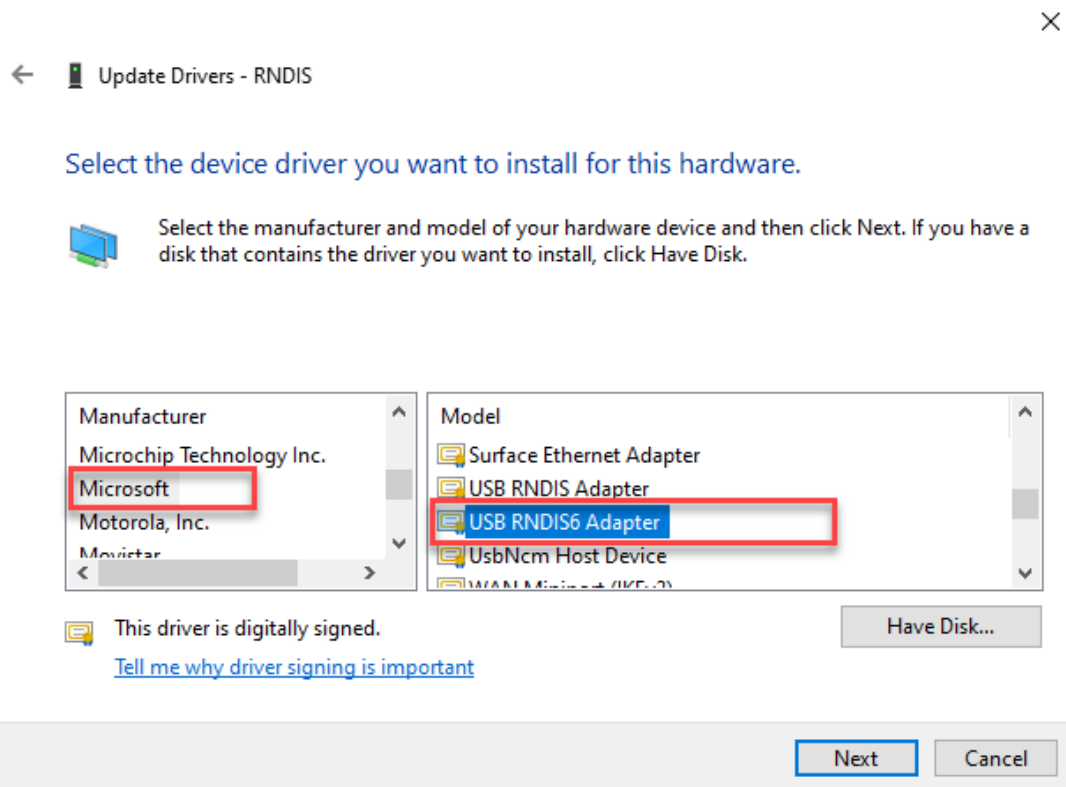 Update Drivers - RNDIS
Select the device driver you want to install for this hardware.
Select the manufacturer and model of your hardware device and then click Next. If you have a
disk that contains the driver you want to install, click Have Disk.
Manufacturer
Microchip Technology Inc.
Microsoft
Motorola, Inc.
Movistar
Model
Surface Ethernet Adapter
USB RNDIS Adapter
USB RNDIS6 Adapter
UsbNcm Host Device
WAN Miniport (IKEv2)
This driver is digitally signed.
Have Disk...
Tell me why driver signing is important
Next
Cancel